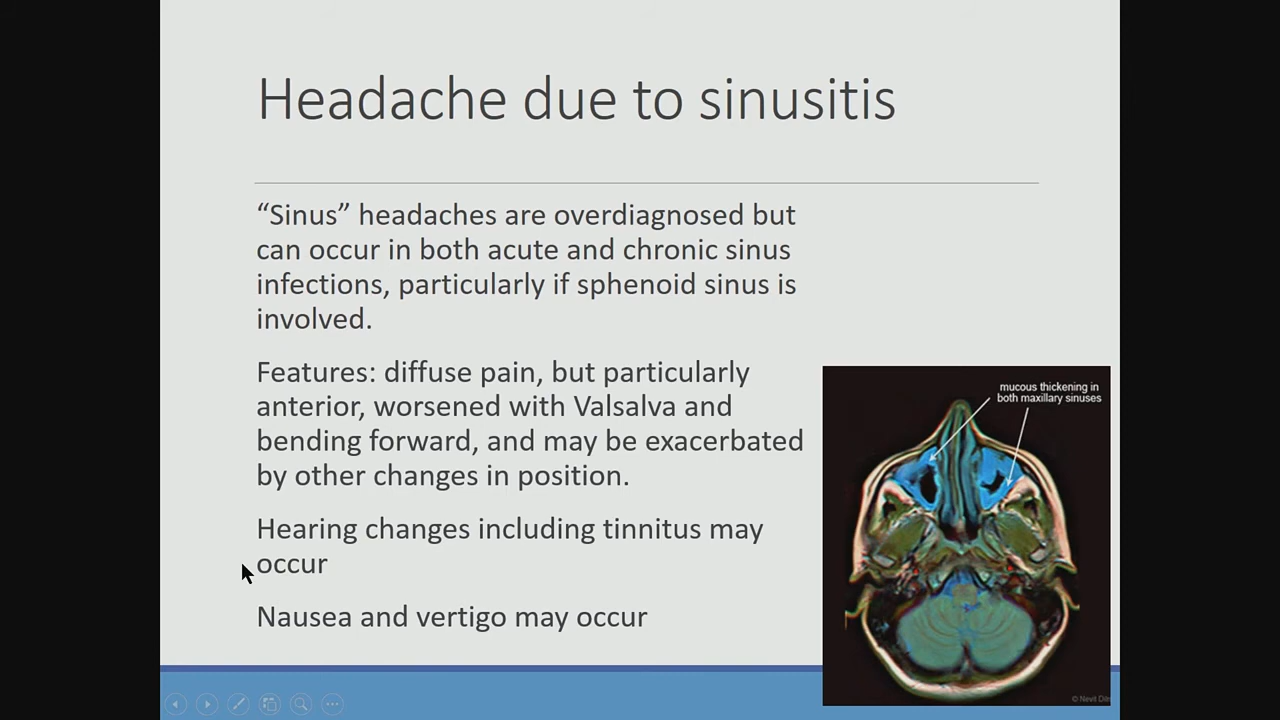 Headache due to sinusitis
“Sinus” headaches are overdiagnosed but
can occur in both acute and chronic sinus
infections, particularly if sphenoid sinus is
involved.
Features: diffuse pain, but particularly
anterior, worsened with Valsalva and
bending forward, and may be exacerbated
by other changes in position.
Hearing changes including tinnitus may
occur
Nausea and vertigo may occur
mucous thickening in
both maxillary sinuses
© Nevit